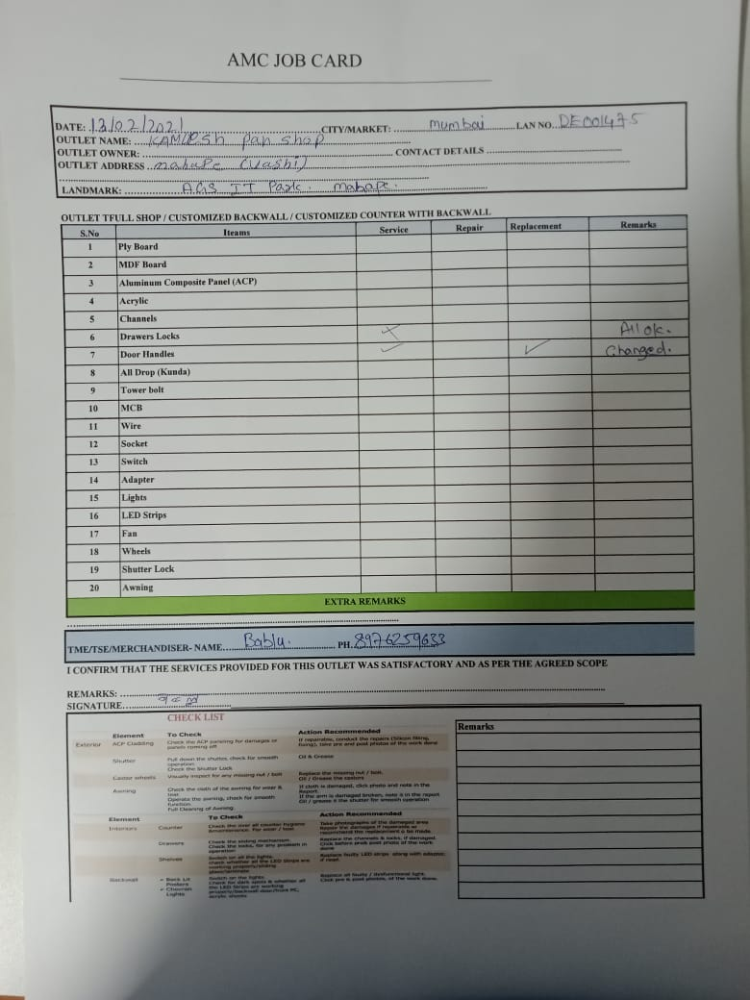 AMC JOB CARD
DATE: 13/02/2021 CITY/MARKET: Mumbai LAN NO. DE001475
OUTLET NAME: KAMLESH pan shop
OUTLET OWNER: CONTACT DETAILS
OUTLET ADDRESS mahape (Vashi)
LANDMARK: AGS IT Park. mahape.
OUTLET TFULL SHOP / CUSTOMIZED BACKWALL / CUSTOMIZED COUNTER WITH BACKWALL
S.No Iteams Service Repair Replacement Remarks
1 Ply Board
2 MDF Board
3 Aluminum Composite Panel (ACP)
4 Acrylic
5 Channels
6 Drawers Locks ✗ All ok.
7 Door Handles ✓ ✓ Changed.
8 All Drop (Kunda)
9 Tower bolt
10 MCB
11 Wire
12 Socket
13 Switch
14 Adapter
15 Lights
16 LED Strips
17 Fan
18 Wheels
19 Shutter Lock
20 Awning
EXTRA REMARKS
TME/TSE/MERCHANDISER- NAME Bablu. PH. 8976259633
I CONFIRM THAT THE SERVICES PROVIDED FOR THIS OUTLET WAS SATISFACTORY AND AS PER THE AGREED SCOPE
REMARKS:
SIGNATURE
CHECK LIST
Remarks
Element To Check Action Recommended
Exterior ACP Cladding Check the ACP paneling for damages or If repairable, conduct the repairs (Silicon filing,
panels coming off fixing), take pre and post photos of the work done
Shutter Pull down the shutter, check for smooth Oil & Grease
operation
Check the Shutter Lock
Castor wheels Visually inspect for any missing nut / bolt Replace the missing nut / bolt.
Oil / Grease the castors
Awning Check the cloth of the awning for wear & If cloth is damaged, click photo and note in the
tear Report.
Operate the awning, check for smooth If the arm is damaged broken, note it in the report
function. Oil / grease it the shutter for smooth operation
Full Cleaning of Awning.
Element To Check Action Recommended
Interiors Counter Check the over all counter hygiene Take photographs of the damaged area
&maintenance. For wear / tear Repair the damages if repairable or
recommend the replacement to be made
Drawers Check the sliding mechanism Replace the channels & locks, if damaged.
Check the locks, for any problem in Click before pre& post photo of the work
operation done
Shelves Switch on all the lights. Replace faulty LED strips along with adaptor,
check whether all the LED Strips are if reqd.
working properly/sliding
glass/laminate
Backwall Back Lit Posters Switch on the lights. Replace all faulty / disfunctional light.
Chevron Lights Check for dark spots & whether all Click pre & post photos, of the work done.
the LED Strips are working
properly/backwall door/front PC,
acrylic sheets